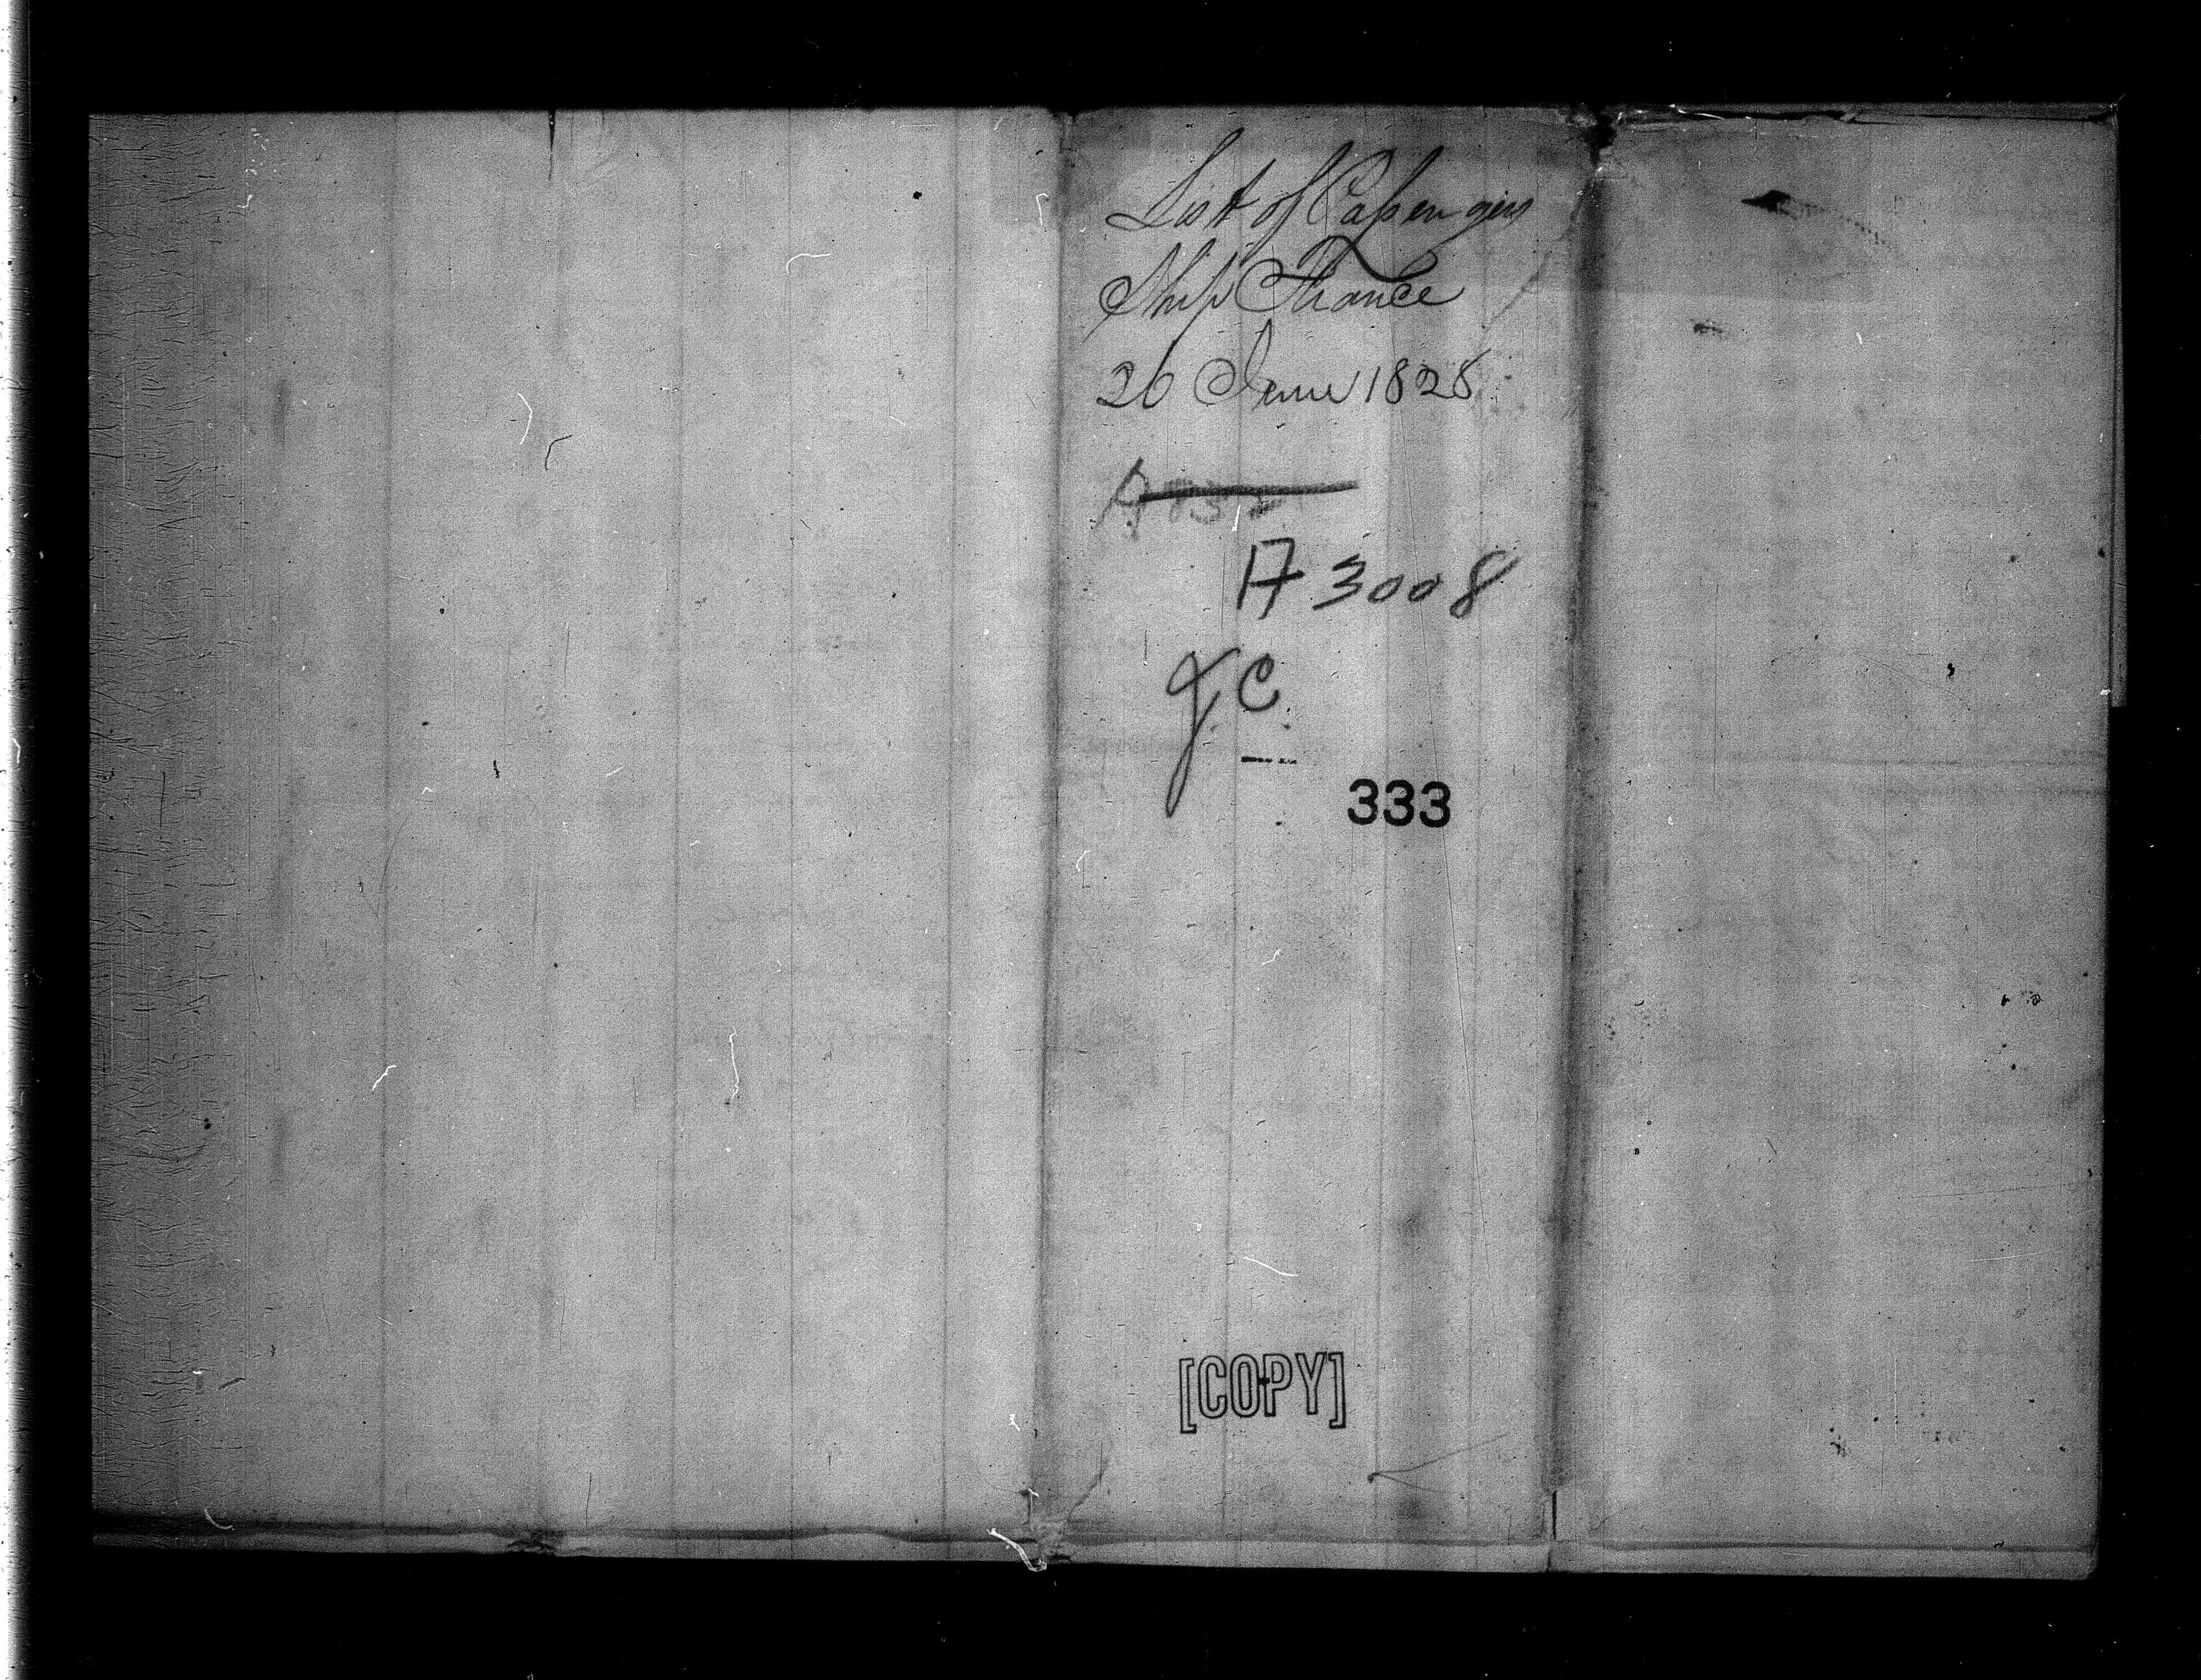 List of Passengers
Ship France
26 June 1828
A 3008
333
[COPY]